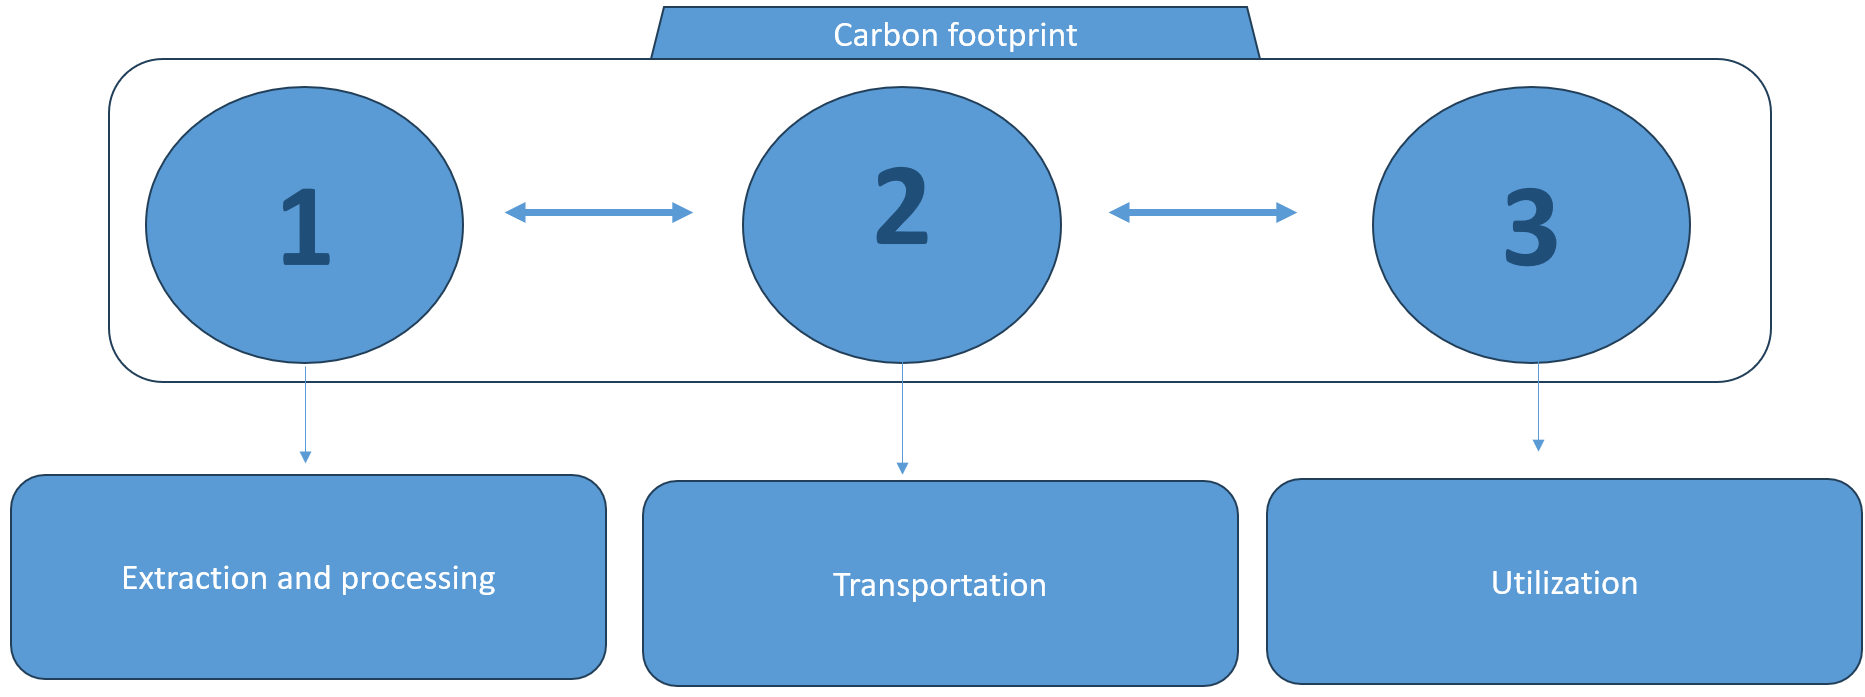 Carbon footprint
1
2
3
Extraction and processing
Transportation
Utilization